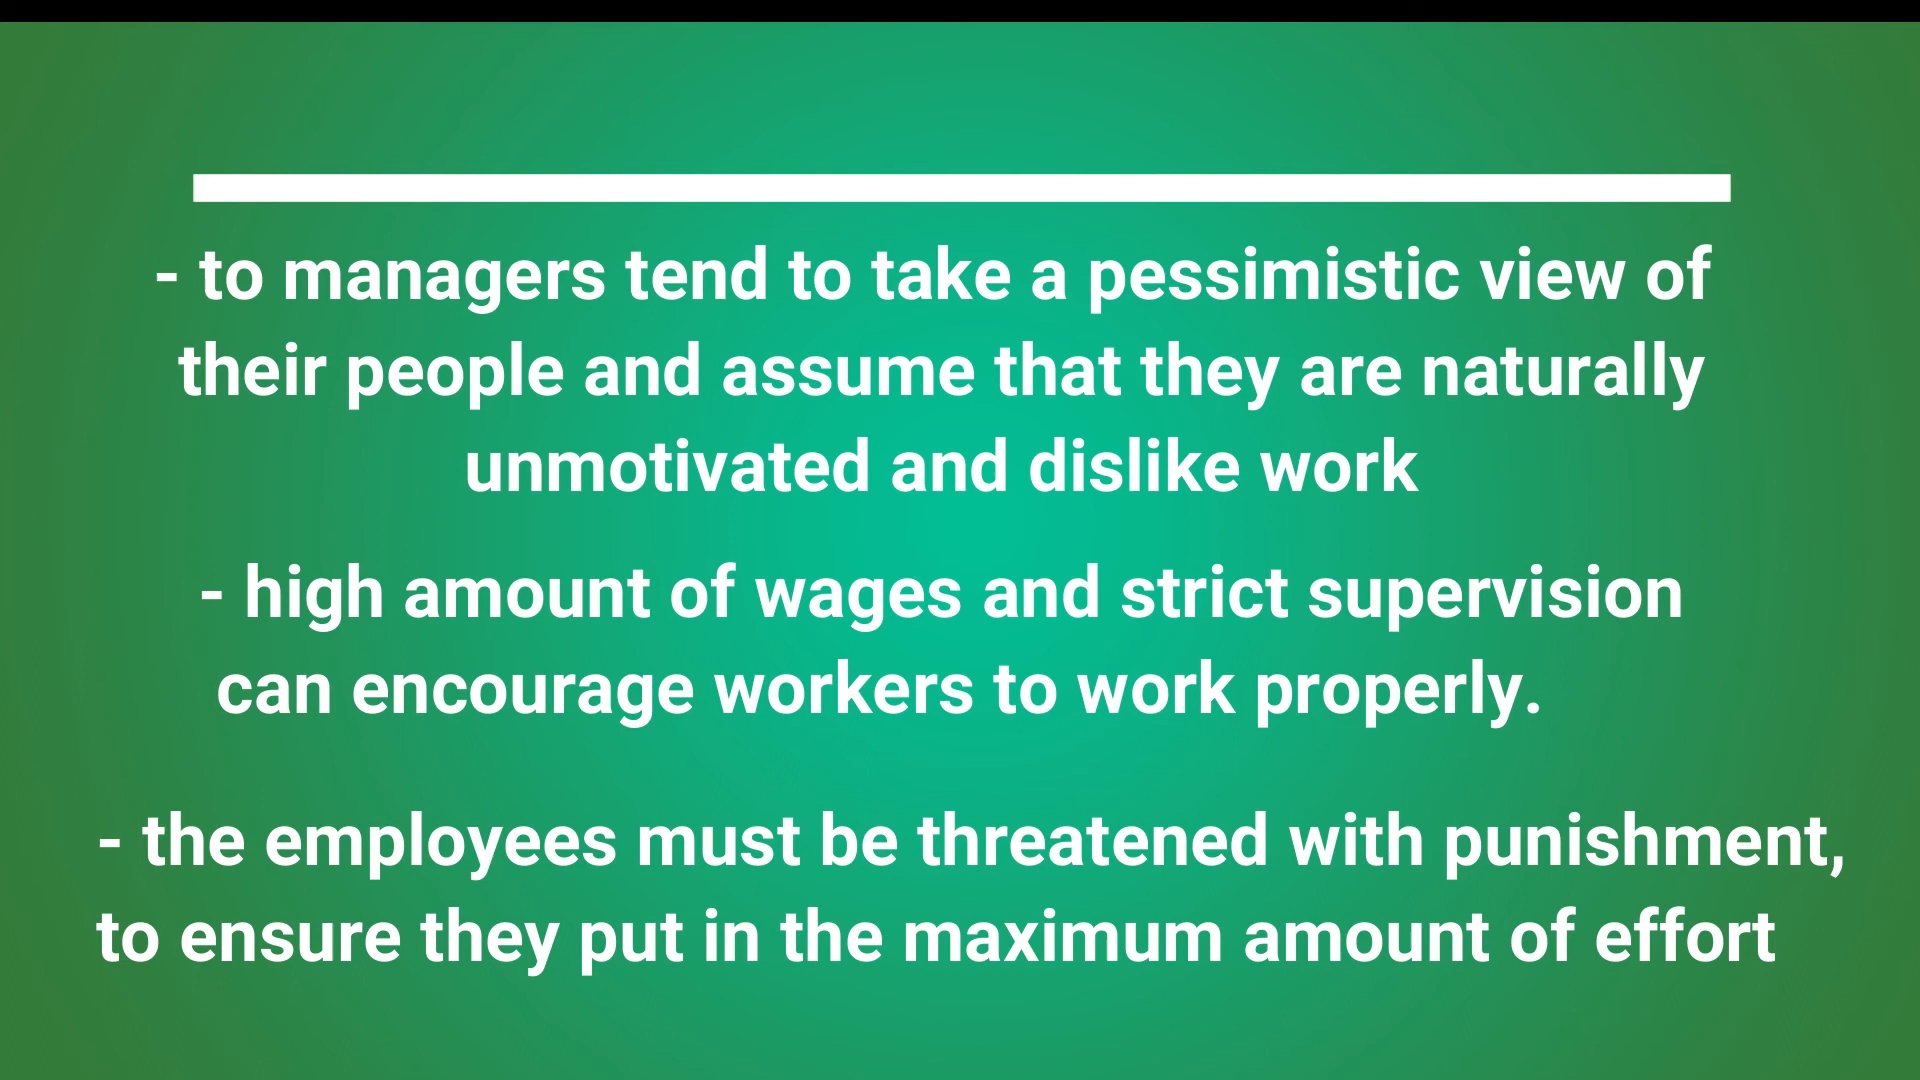 - to managers tend to take a pessimistic view of
their people and assume that they are naturally
unmotivated and dislike work
- high amount of wages and strict supervision
can encourage workers to work properly.
- the employees must be threatened with punishment,
to ensure they put in the maximum amount of effort